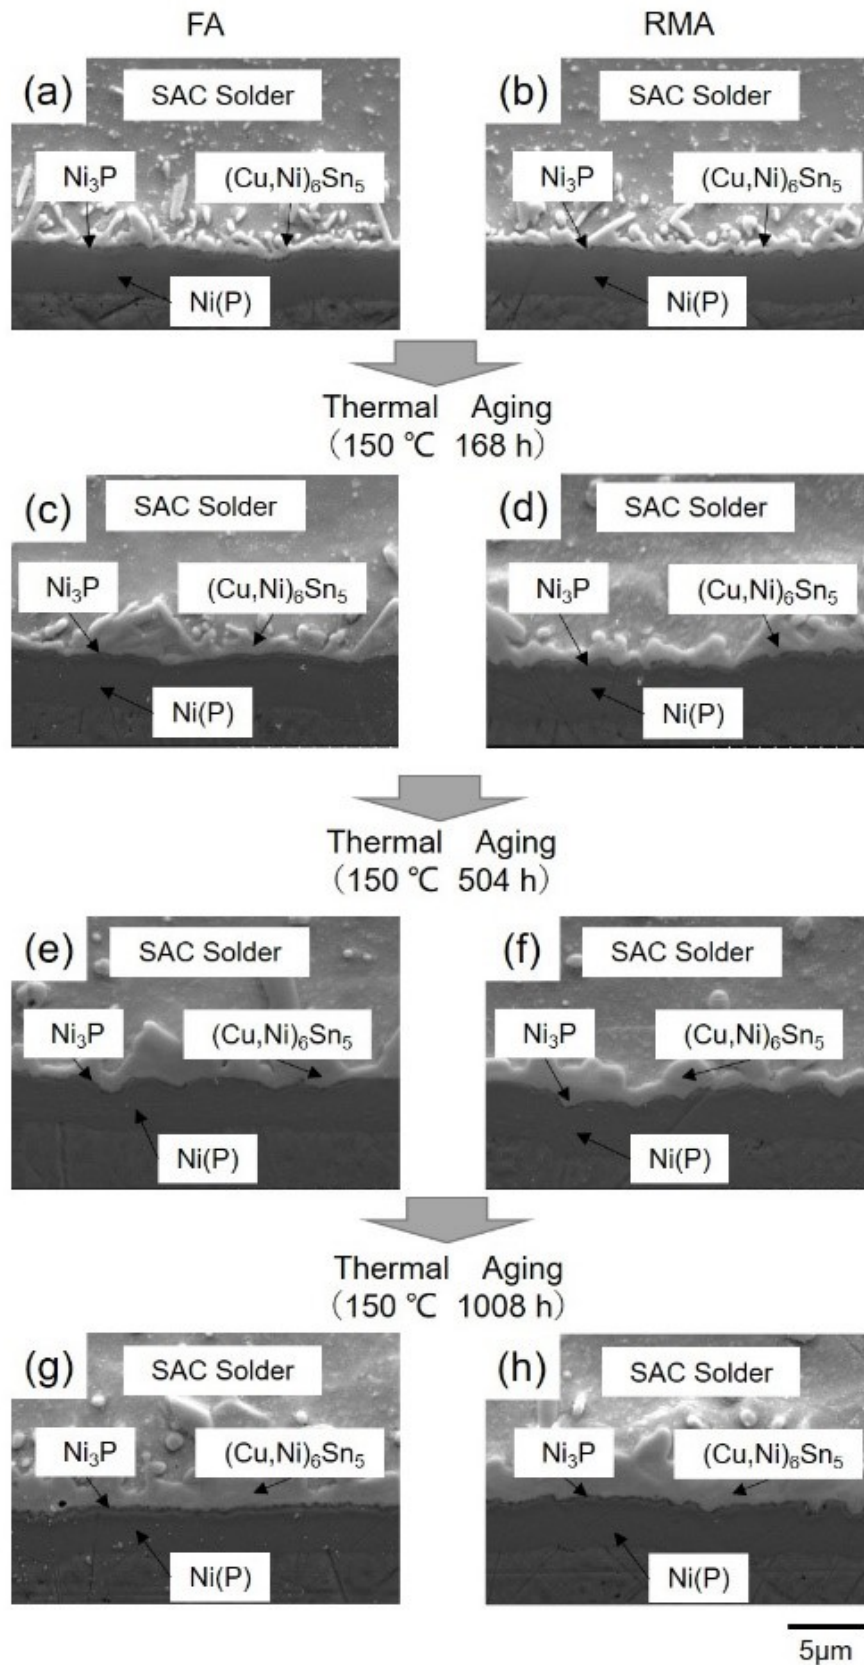 FA RMA
(a) SAC Solder
Ni₃P (Cu,Ni)₆Sn₅
Ni(P)
(b) SAC Solder
Ni₃P (Cu,Ni)₆Sn₅
Ni(P)
Thermal Aging
(150 ℃ 168 h)
(c) SAC Solder
Ni₃P (Cu,Ni)₆Sn₅
Ni(P)
(d) SAC Solder
Ni₃P (Cu,Ni)₆Sn₅
Ni(P)
Thermal Aging
(150 ℃ 504 h)
(e) SAC Solder
Ni₃P (Cu,Ni)₆Sn₅
Ni(P)
(f) SAC Solder
Ni₃P (Cu,Ni)₆Sn₅
Ni(P)
Thermal Aging
(150 ℃ 1008 h)
(g) SAC Solder
Ni₃P (Cu,Ni)₆Sn₅
Ni(P)
(h) SAC Solder
Ni₃P (Cu,Ni)₆Sn₅
Ni(P)
5μm